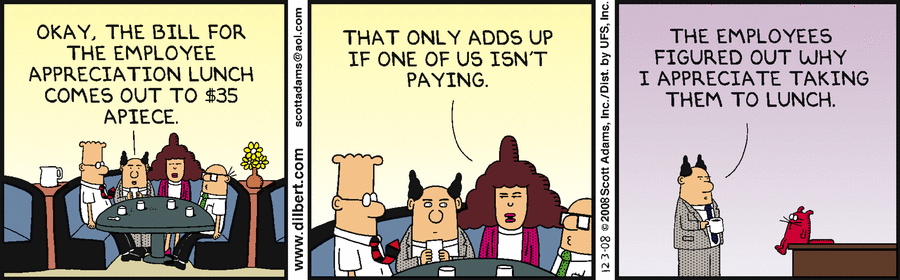 OKAY, THE BILL FOR
THE EMPLOYEE
APPRECIATION LUNCH
COMES OUT TO $35
APIECE.
www.dilbert.com scottadams@aol.com
THAT ONLY ADDS UP
IF ONE OF US ISN'T
PAYING.
12-3-08 © 2008 Scott Adams, Inc./Dist. by UFS, Inc.
THE EMPLOYEES
FIGURED OUT WHY
I APPRECIATE TAKING
THEM TO LUNCH.